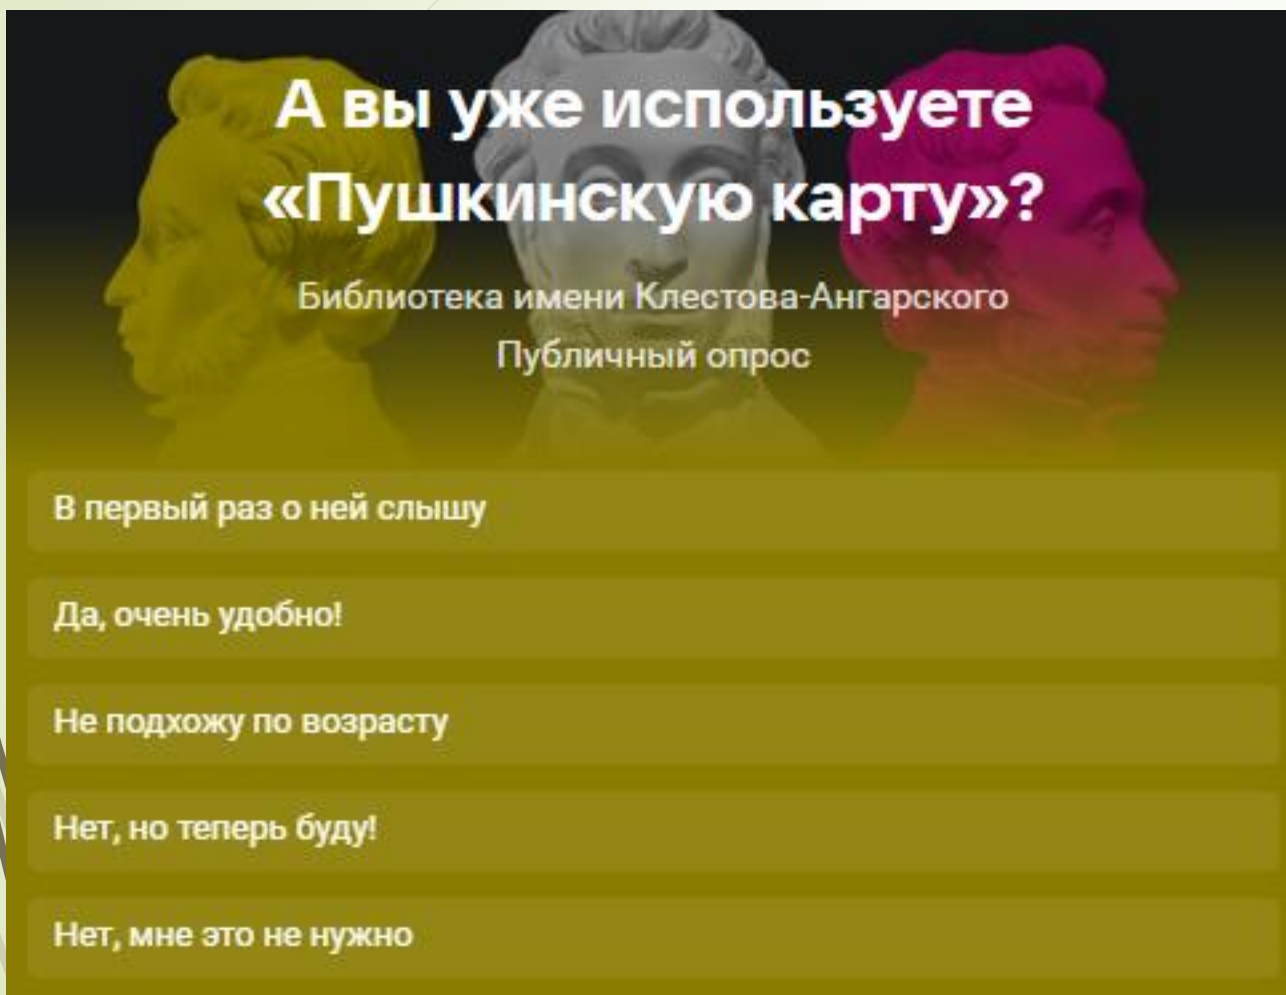 А вы уже используете
«Пушкинскую карту»?
Библиотека имени Клестова-Ангарского
Публичный опрос
В первый раз о ней слышу
Да, очень удобно!
Не подхожу по возрасту
Нет, но теперь буду!
Нет, мне это не нужно